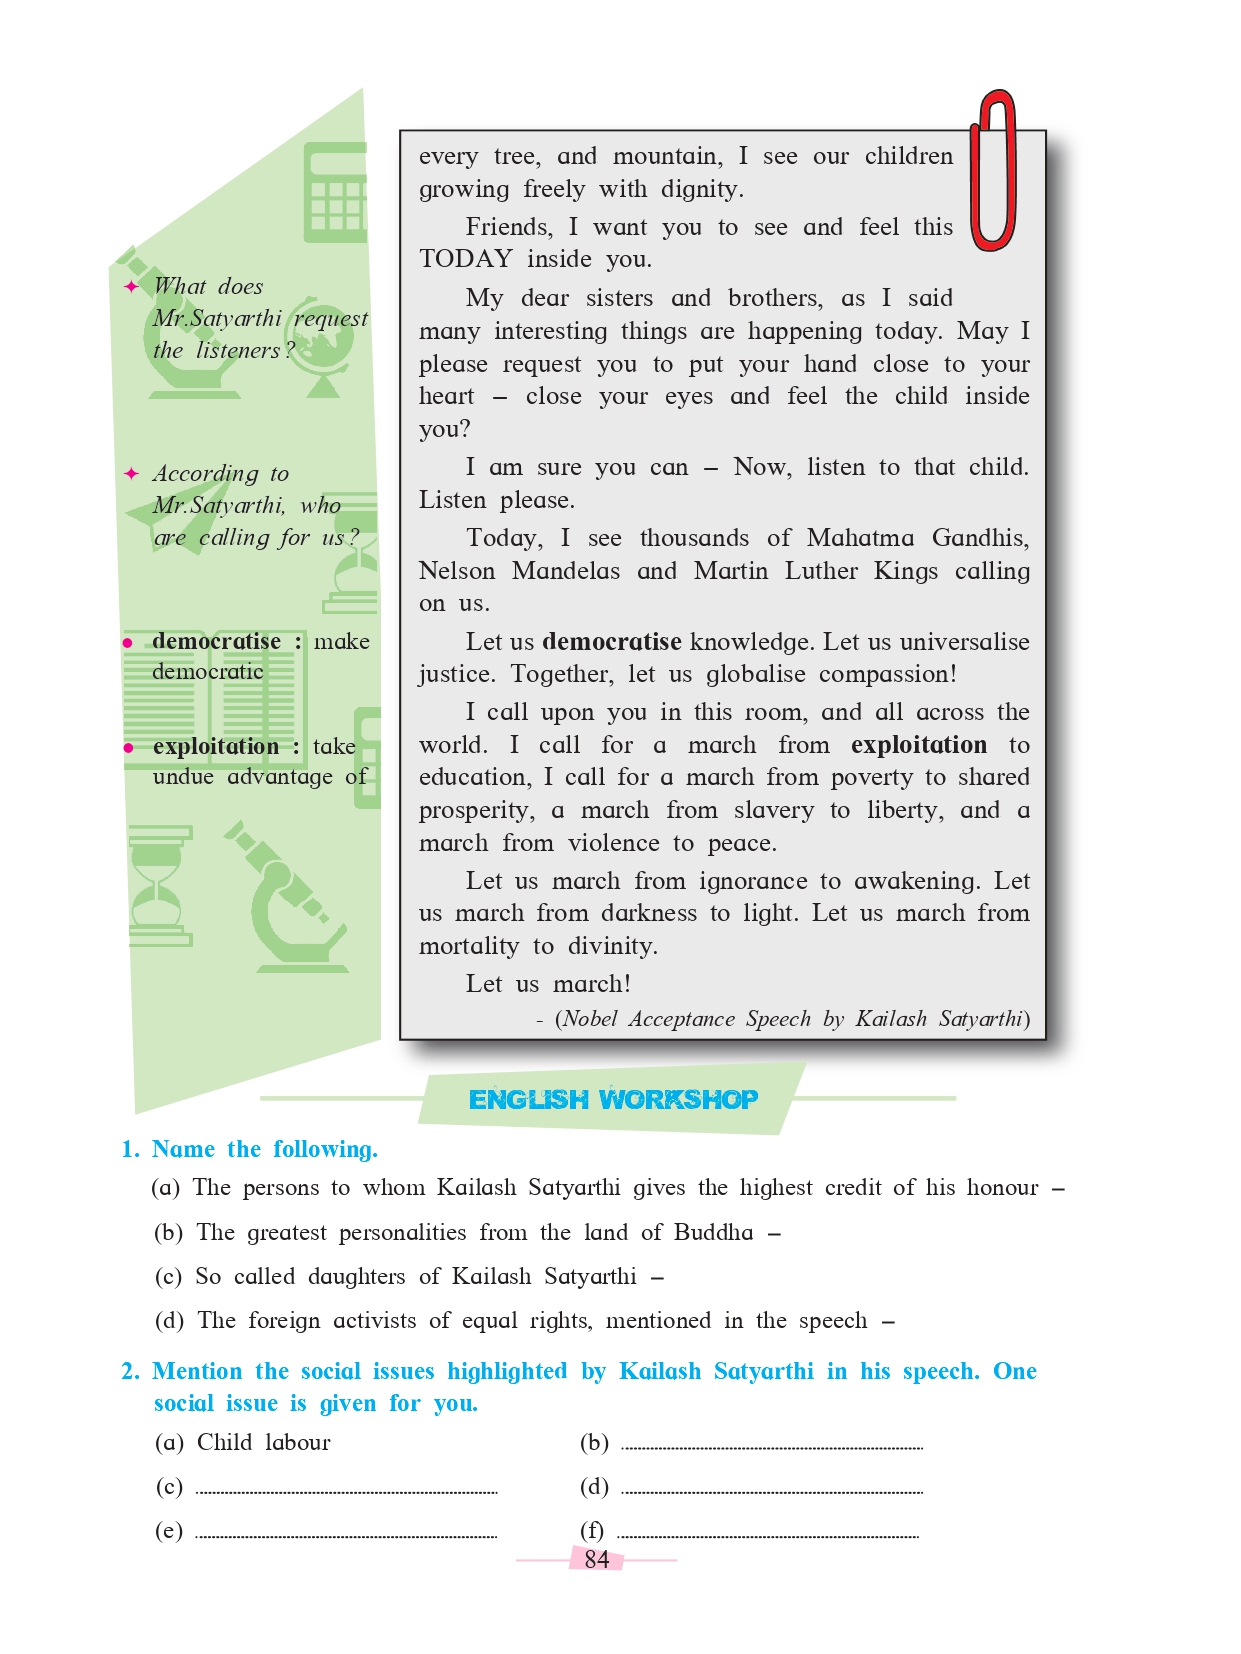 every tree, and mountain, I see our children
growing freely with dignity.
Friends, I want you to see and feel this
TODAY inside you.
My dear sisters and brothers, as I said
many interesting things are happening today. May I
please request you to put your hand close to your
heart – close your eyes and feel the child inside
you?
I am sure you can – Now, listen to that child.
Listen please.
Today, I see thousands of Mahatma Gandhis,
Nelson Mandelas and Martin Luther Kings calling
on us.
Let us democratise knowledge. Let us universalise
justice. Together, let us globalise compassion!
I call upon you in this room, and all across the
world. I call for a march from exploitation to
education, I call for a march from poverty to shared
prosperity, a march from slavery to liberty, and a
march from violence to peace.
Let us march from ignorance to awakening. Let
us march from darkness to light. Let us march from
mortality to divinity.
Let us march!
- (Nobel Acceptance Speech by Kailash Satyarthi)
✦ What does
Mr.Satyarthi request
the listeners?
✦ According to
Mr.Satyarthi, who
are calling for us?
● democratise : make
democratic
● exploitation : take
undue advantage of
ENGLISH WORKSHOP
1. Name the following.
(a) The persons to whom Kailash Satyarthi gives the highest credit of his honour –
(b) The greatest personalities from the land of Buddha –
(c) So called daughters of Kailash Satyarthi –
(d) The foreign activists of equal rights, mentioned in the speech –
2. Mention the social issues highlighted by Kailash Satyarthi in his speech. One
social issue is given for you.
(a) Child labour (b)
(c) (d)
(e) (f)
84